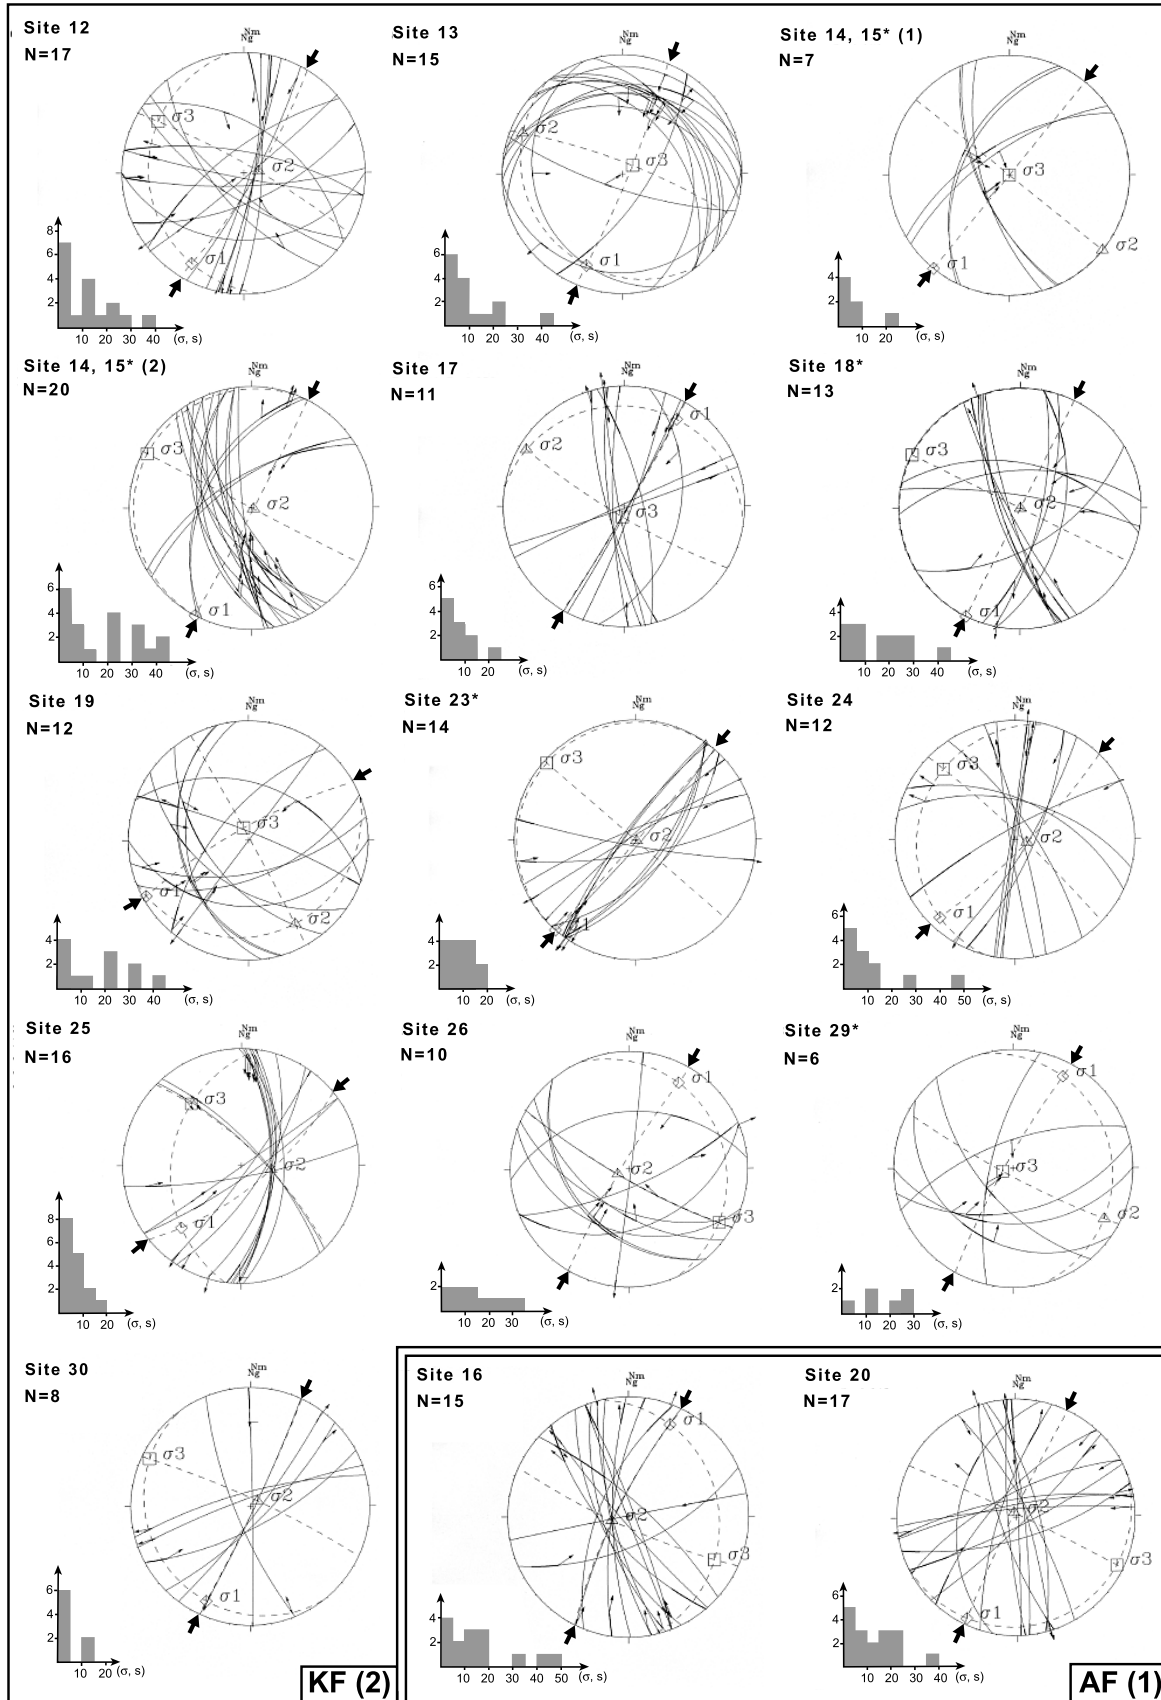 Site 12
N=17
Nm
Ng
σ3
σ2
σ1
8
6
4
2
10 20 30 40 (σ, s)
Site 13
N=15
Nm
Ng
σ2
σ3
σ1
6
4
2
10 20 40 (σ, s)
Site 14, 15* (1)
N=7
Nm
Ng
σ3
σ2
σ1
4
2
10 20 (σ, s)
Site 14, 15* (2)
N=20
Nm
Ng
σ3
σ2
σ1
6
4
2
10 20 30 40 (σ, s)
Site 17
N=11
Nm
Ng
σ1
σ2
σ3
6
4
2
10 20 (σ, s)
Site 18*
N=13
Nm
Ng
σ3
σ2
σ1
4
2
10 20 30 40 (σ, s)
Site 19
N=12
Nm
Ng
σ3
σ1
σ2
4
2
10 20 30 40 (σ, s)
Site 23*
N=14
Nm
Ng
σ3
σ2
σ1
4
2
10 20 (σ, s)
Site 24
N=12
Nm
Ng
σ3
σ2
σ1
6
4
2
10 20 30 40 50 (σ, s)
Site 25
N=16
Nm
Ng
σ3
σ2
σ1
8
6
4
2
10 20 (σ, s)
Site 26
N=10
Nm
Ng
σ1
σ2
σ3
2
10 20 30 (σ, s)
Site 29*
N=6
Nm
Ng
σ1
σ3
σ2
2
10 20 30 (σ, s)
Site 30
N=8
Nm
Ng
σ3
σ2
σ1
6
4
2
10 20 (σ, s)
KF (2)
Site 16
N=15
Nm
Ng
σ1
σ2
σ3
4
2
10 20 30 40 50 (σ, s)
Site 20
N=17
Nm
Ng
σ2
σ3
σ1
6
4
2
10 20 30 40 (σ, s)
AF (1)